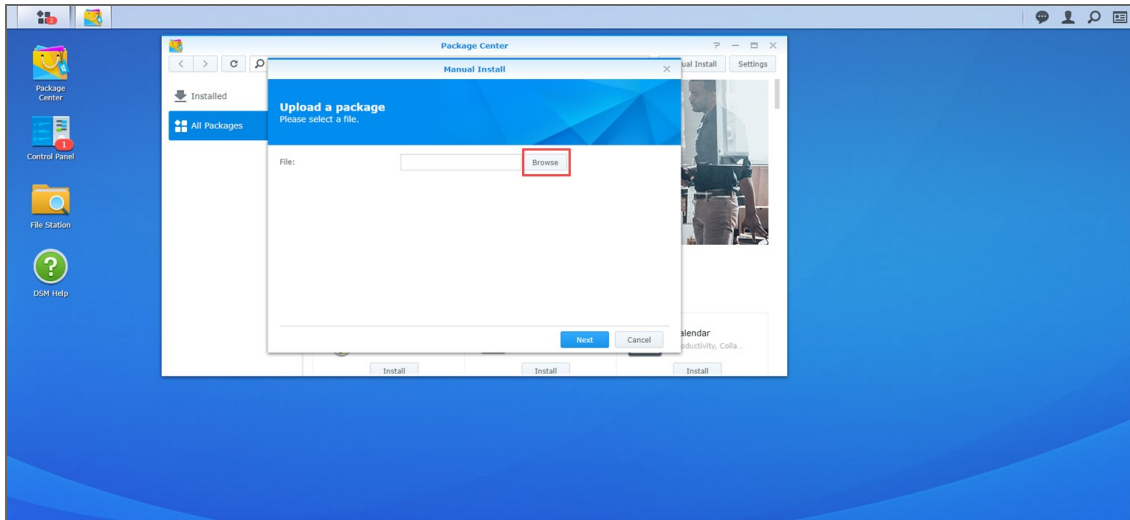 2
Package Center
Manual Install
ual Install
Settings
Package
Center
Installed
All Packages
Upload a package
Please select a file.
File:
Browse
1
Control Panel
File Station
DSM Help
Next
Cancel
alendar
oductivity, Colla...
Install
Install
Install